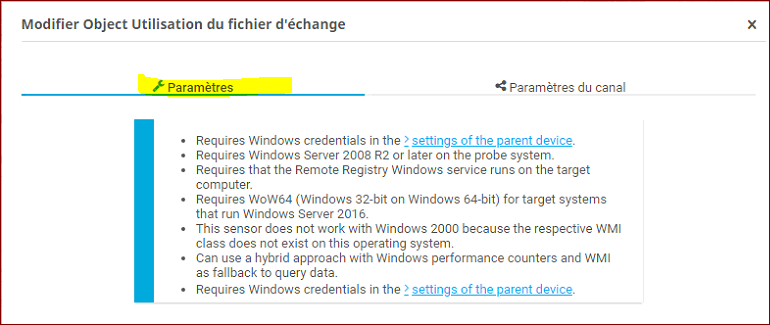 Modifier Object Utilisation du fichier d'échange ×
Paramètres Paramètres du canal
• Requires Windows credentials in the > settings of the parent device.
• Requires Windows Server 2008 R2 or later on the probe system.
• Requires that the Remote Registry Windows service runs on the target
computer.
• Requires WoW64 (Windows 32-bit on Windows 64-bit) for target systems
that run Windows Server 2016.
• This sensor does not work with Windows 2000 because the respective WMI
class does not exist on this operating system.
• Can use a hybrid approach with Windows performance counters and WMI
as fallback to query data.
• Requires Windows credentials in the > settings of the parent device.